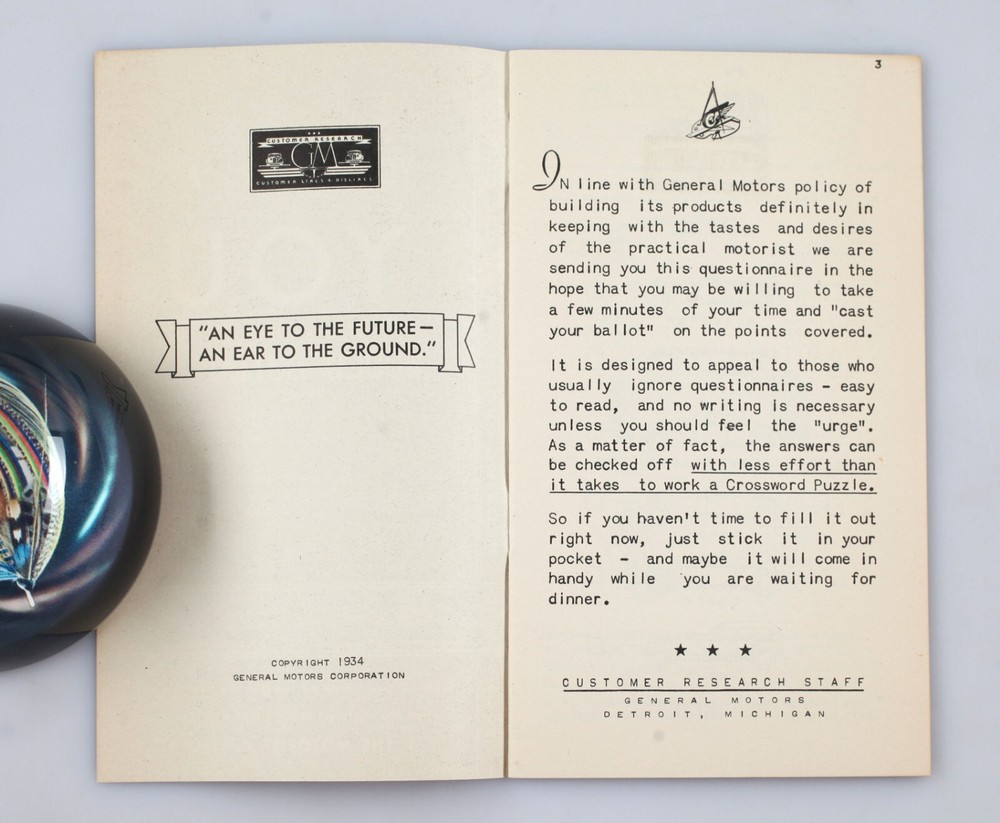 CUSTOMER RESEARCH
GM
CUSTOMER LIKES & DISLIKES
"AN EYE TO THE FUTURE—
AN EAR TO THE GROUND."
COPYRIGHT 1934
GENERAL MOTORS CORPORATION
3
IN line with General Motors policy of
building its products definitely in
keeping with the tastes and desires
of the practical motorist we are
sending you this questionnaire in the
hope that you may be willing to take
a few minutes of your time and "cast
your ballot" on the points covered.
It is designed to appeal to those who
usually ignore questionnaires - easy
to read, and no writing is necessary
unless you should feel the "urge".
As a matter of fact, the answers can
be checked off with less effort than
it takes to work a Crossword Puzzle.
So if you haven't time to fill it out
right now, just stick it in your
pocket - and maybe it will come in
handy while you are waiting for
dinner.
★ ★ ★
CUSTOMER RESEARCH STAFF
GENERAL MOTORS
DETROIT, MICHIGAN